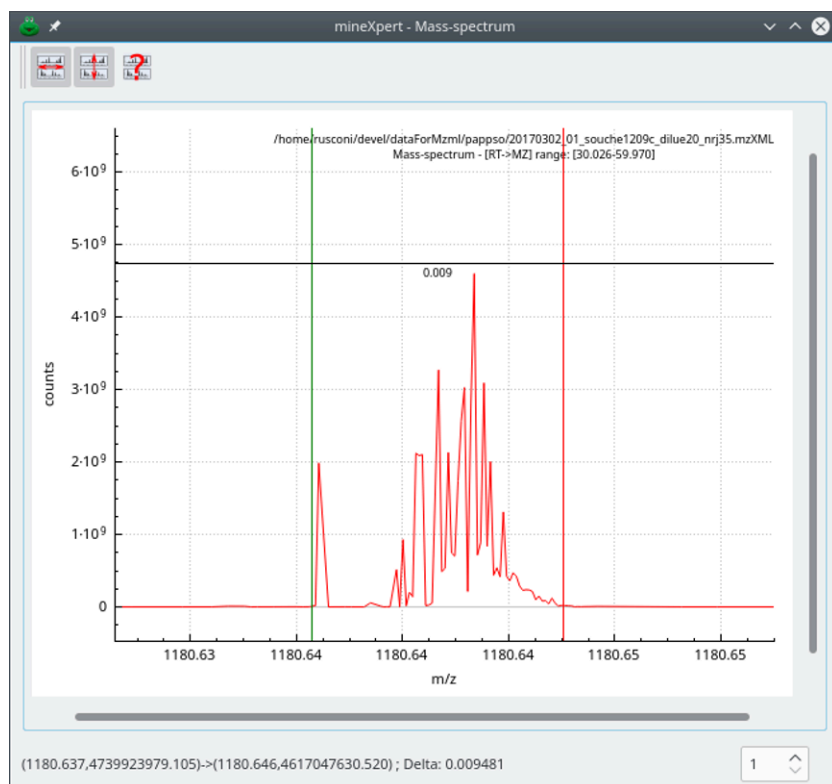 mineXpert - Mass-spectrum
?
/home/rusconi/devel/dataForMzml/pappso/20170302_01_souche1209c_dilue20_nrj35.mzXML
Mass-spectrum - [RT->MZ] range: [30.026-59.970]
6·10⁹
5·10⁹
0.009
4·10⁹
3·10⁹
2·10⁹
1·10⁹
0
counts
1180.63 1180.64 1180.64 1180.64 1180.65 1180.65
m/z
(1180.637,4739923979.105)->(1180.646,4617047630.520) ; Delta: 0.009481
1